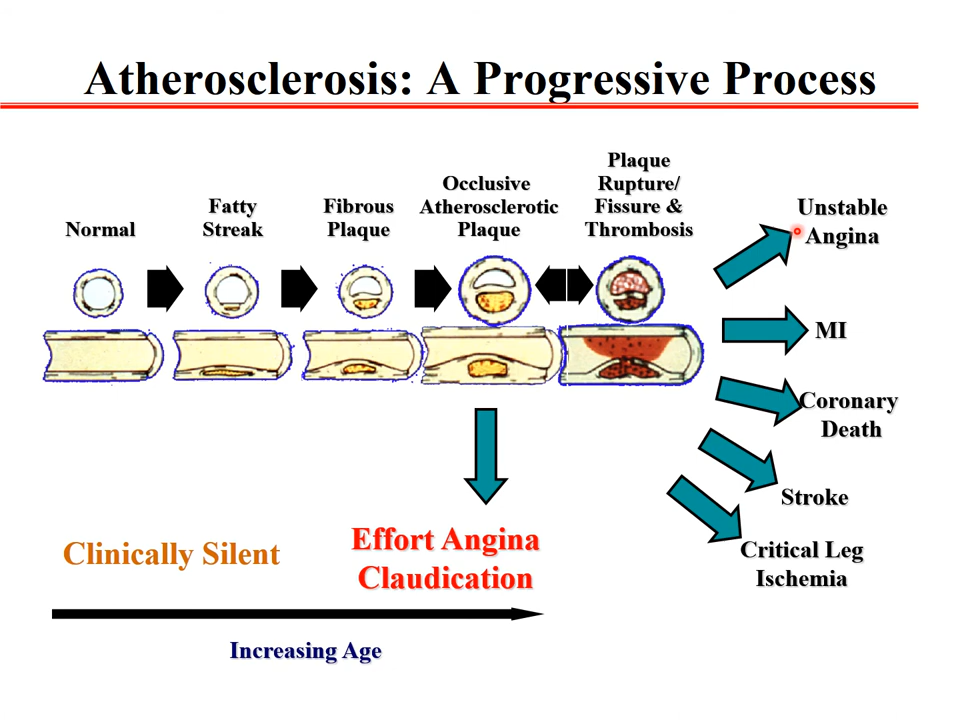 Atherosclerosis: A Progressive Process
Normal
Fatty
Streak
Fibrous
Plaque
Occlusive
Atherosclerotic
Plaque
Plaque
Rupture/
Fissure &
Thrombosis
Unstable
Angina
MI
Coronary
Death
Stroke
Critical Leg
Ischemia
Clinically Silent
Effort Angina
Claudication
Increasing Age